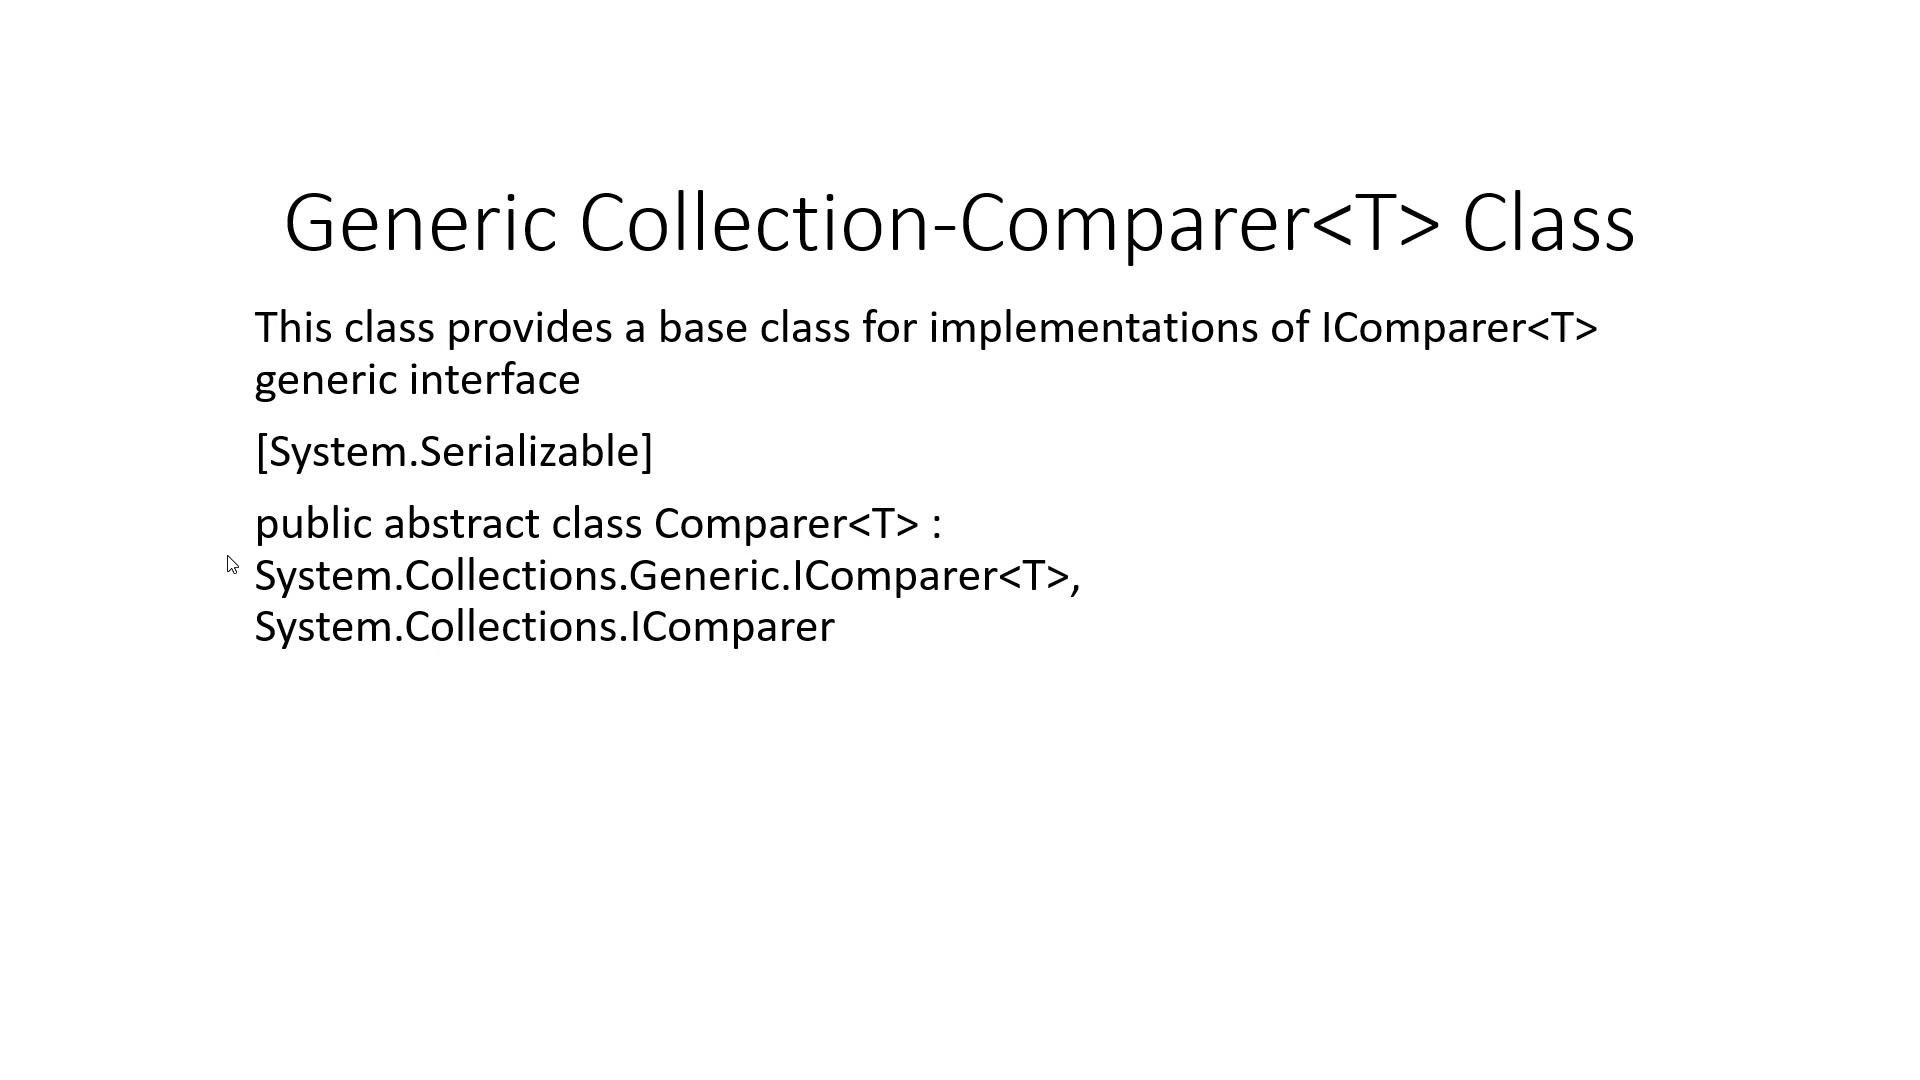 Generic Collection-Comparer<T> Class
This class provides a base class for implementations of IComparer<T>
generic interface
[System.Serializable]
public abstract class Comparer<T> :
System.Collections.Generic.IComparer<T>,
System.Collections.IComparer